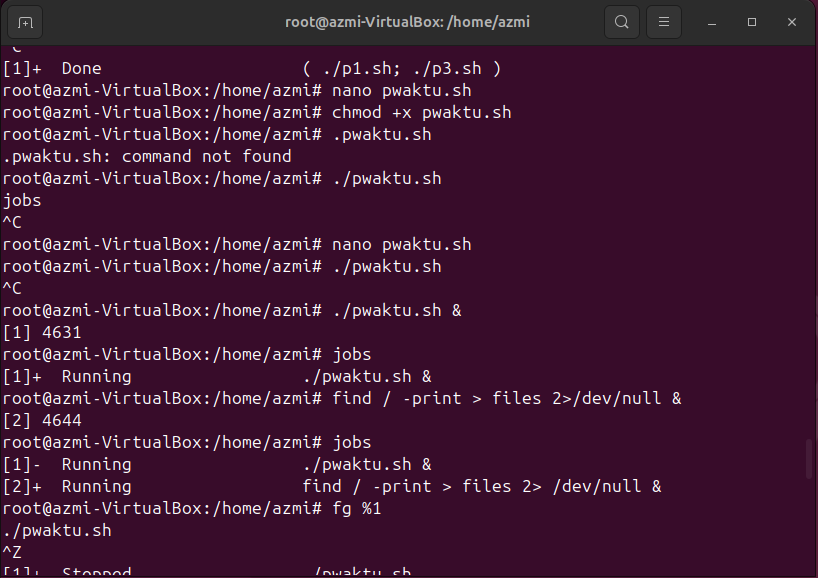 root@azmi-VirtualBox: /home/azmi
^C
[1]+  Done                    ( ./p1.sh; ./p3.sh )
root@azmi-VirtualBox:/home/azmi# nano pwaktu.sh
root@azmi-VirtualBox:/home/azmi# chmod +x pwaktu.sh
root@azmi-VirtualBox:/home/azmi# .pwaktu.sh
.pwaktu.sh: command not found
root@azmi-VirtualBox:/home/azmi# ./pwaktu.sh
jobs
^C
root@azmi-VirtualBox:/home/azmi# nano pwaktu.sh
root@azmi-VirtualBox:/home/azmi# ./pwaktu.sh
^C
root@azmi-VirtualBox:/home/azmi# ./pwaktu.sh &
[1] 4631
root@azmi-VirtualBox:/home/azmi# jobs
[1]+  Running                 ./pwaktu.sh &
root@azmi-VirtualBox:/home/azmi# find / -print > files 2>/dev/null &
[2] 4644
root@azmi-VirtualBox:/home/azmi# jobs
[1]-  Running                 ./pwaktu.sh &
[2]+  Running                 find / -print > files 2> /dev/null &
root@azmi-VirtualBox:/home/azmi# fg %1
./pwaktu.sh
^Z
[1]+  Stopped                 ./pwaktu.sh